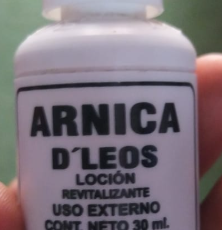 ARNICA
D´LEOS
LOCIÓN
REVITALIZANTE
USO EXTERNO
CONT. NETO 30 ml.